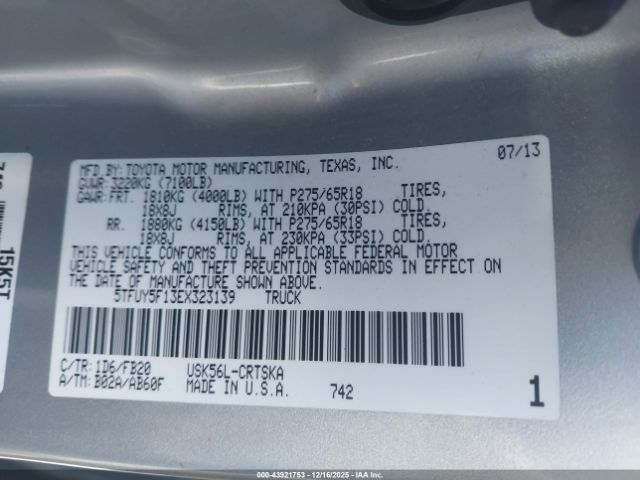 MFD.BY:TOYOTA MOTOR MANUFACTURING, TEXAS, INC. 07/13
GVWR:3220KG (7100LB)
GAWR:FRT. 1810KG (4000LB) WITH P275/65R18 TIRES,
18X8J RIMS, AT 210KPA (30PSI) COLD.
RR. 1880KG (4150LB) WITH P275/65R18 TIRES,
18X8J RIMS, AT 230KPA (33PSI) COLD.
THIS VEHICLE CONFORMS TO ALL APPLICABLE FEDERAL MOTOR
VEHICLE SAFETY AND THEFT PREVENTION STANDARDS IN EFFECT ON
THE DATE OF MANUFACTURE SHOWN ABOVE.
5TFUY5F13EX323139 TRUCK
C/TR:1D6/FB20 USK56L-CRTSKA
A/TM:B02A/AB60F MADE IN U.S.A. 742 1
15K5T
000-43921753 - 12/16/2025 - IAAI.COM